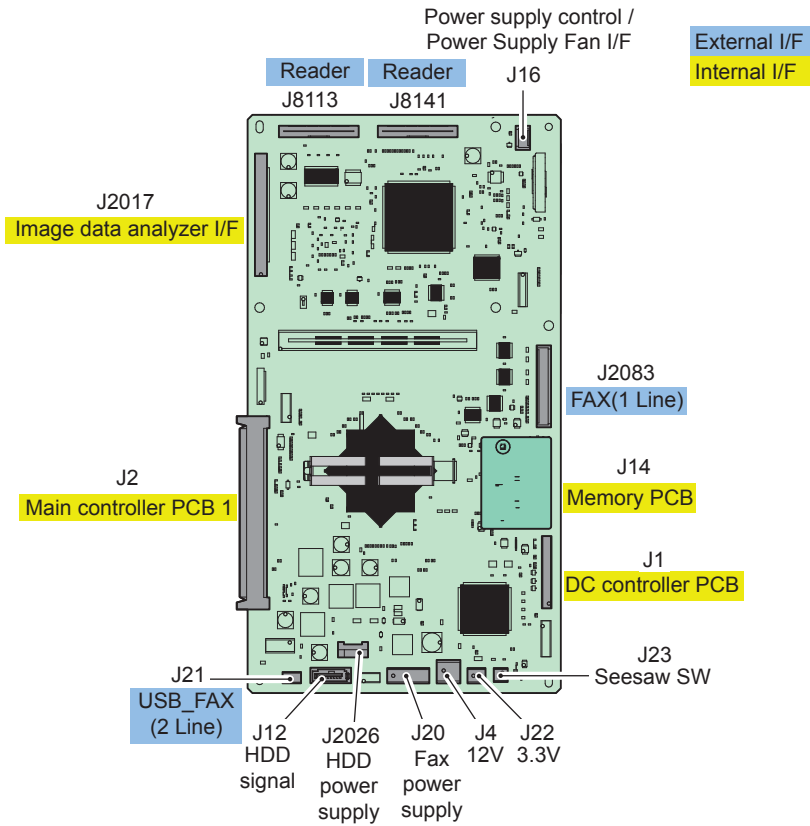 Power supply control /
Power Supply Fan I/F
J16
External I/F
Internal I/F
Reader
J8113
Reader
J8141
J2017
Image data analyzer I/F
J2083
FAX(1 Line)
J2
Main controller PCB 1
J14
Memory PCB
J1
DC controller PCB
J23
Seesaw SW
J21
USB_FAX
(2 Line)
J12
HDD
signal
J2026
HDD
power
supply
J20
Fax
power
supply
J4
12V
J22
3.3V